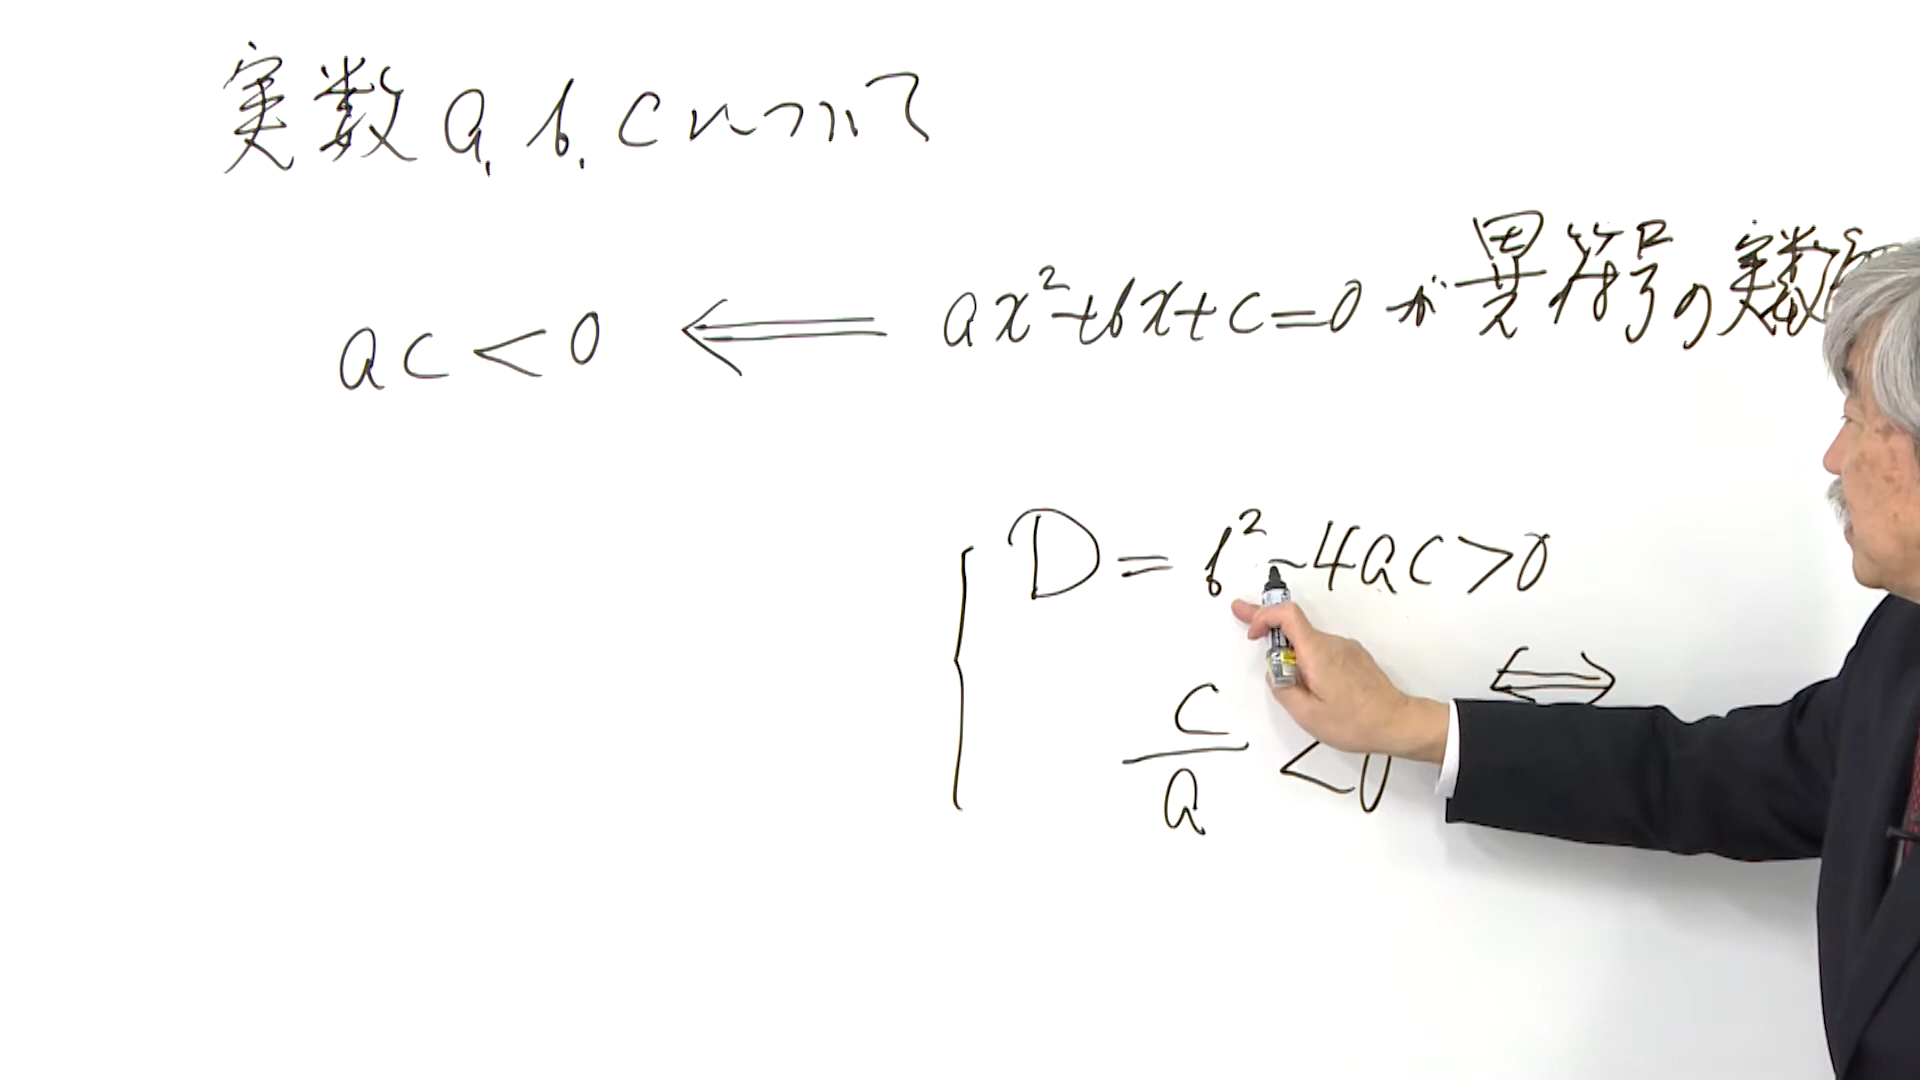 実数a,b,cについて
ac<0 ⟸ ax²+bx+c=0が異符号の実数
D=b²-4ac>0
⟺
c/a<0